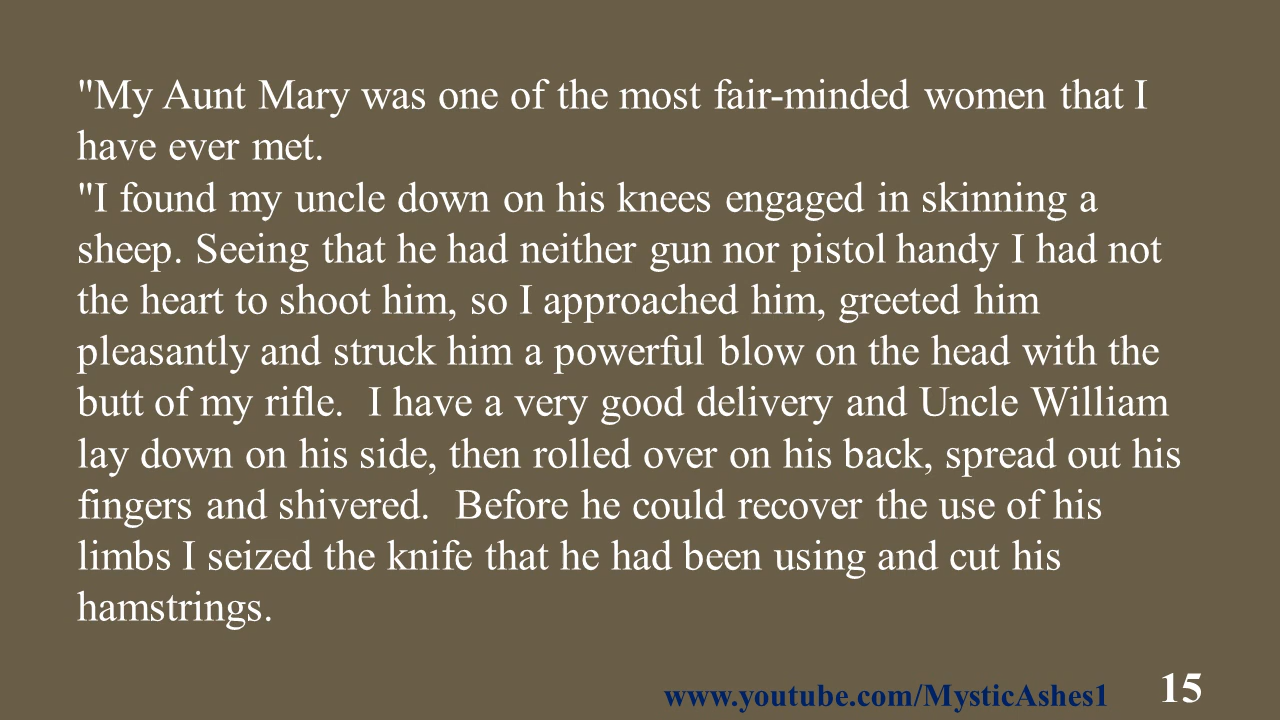 "My Aunt Mary was one of the most fair-minded women that I
have ever met.
"I found my uncle down on his knees engaged in skinning a
sheep. Seeing that he had neither gun nor pistol handy I had not
the heart to shoot him, so I approached him, greeted him
pleasantly and struck him a powerful blow on the head with the
butt of my rifle.  I have a very good delivery and Uncle William
lay down on his side, then rolled over on his back, spread out his
fingers and shivered.  Before he could recover the use of his
limbs I seized the knife that he had been using and cut his
hamstrings.
www.youtube.com/MysticAshes1
15